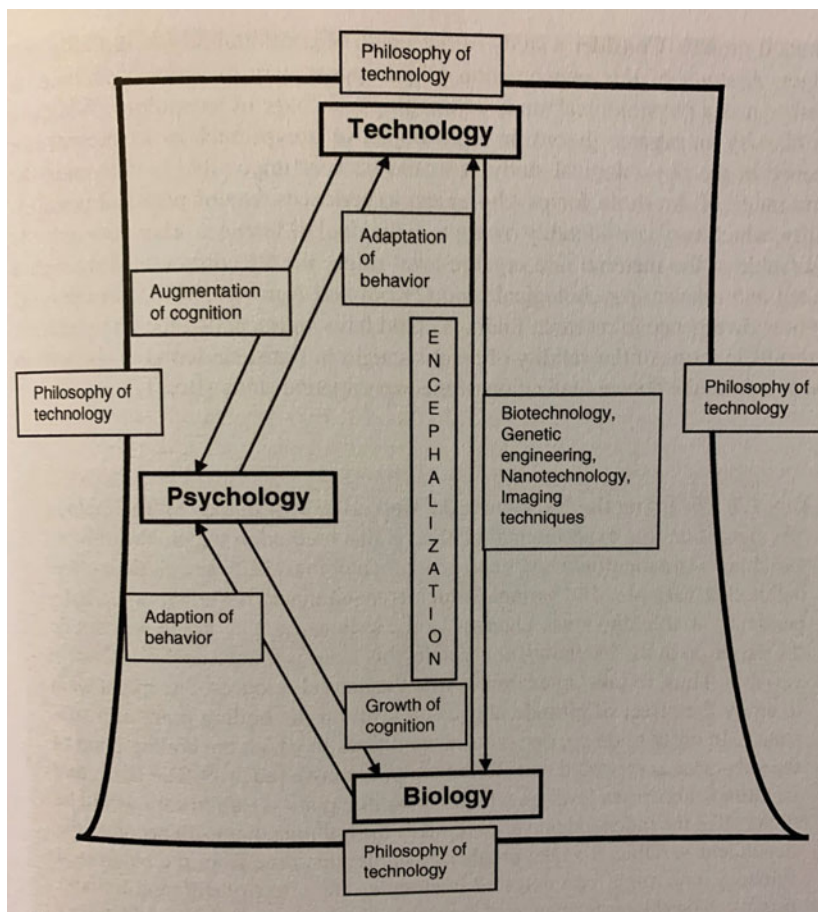 Philosophy of
technology
Technology
Adaptation
of
behavior
Augmentation
of cognition
ENCEPHALIZATION
Philosophy of
technology
Philosophy of
technology
Biotechnology,
Genetic
engineering,
Nanotechnology,
Imaging
techniques
Psychology
Adaption of
behavior
Growth of
cognition
Biology
Philosophy of
technology